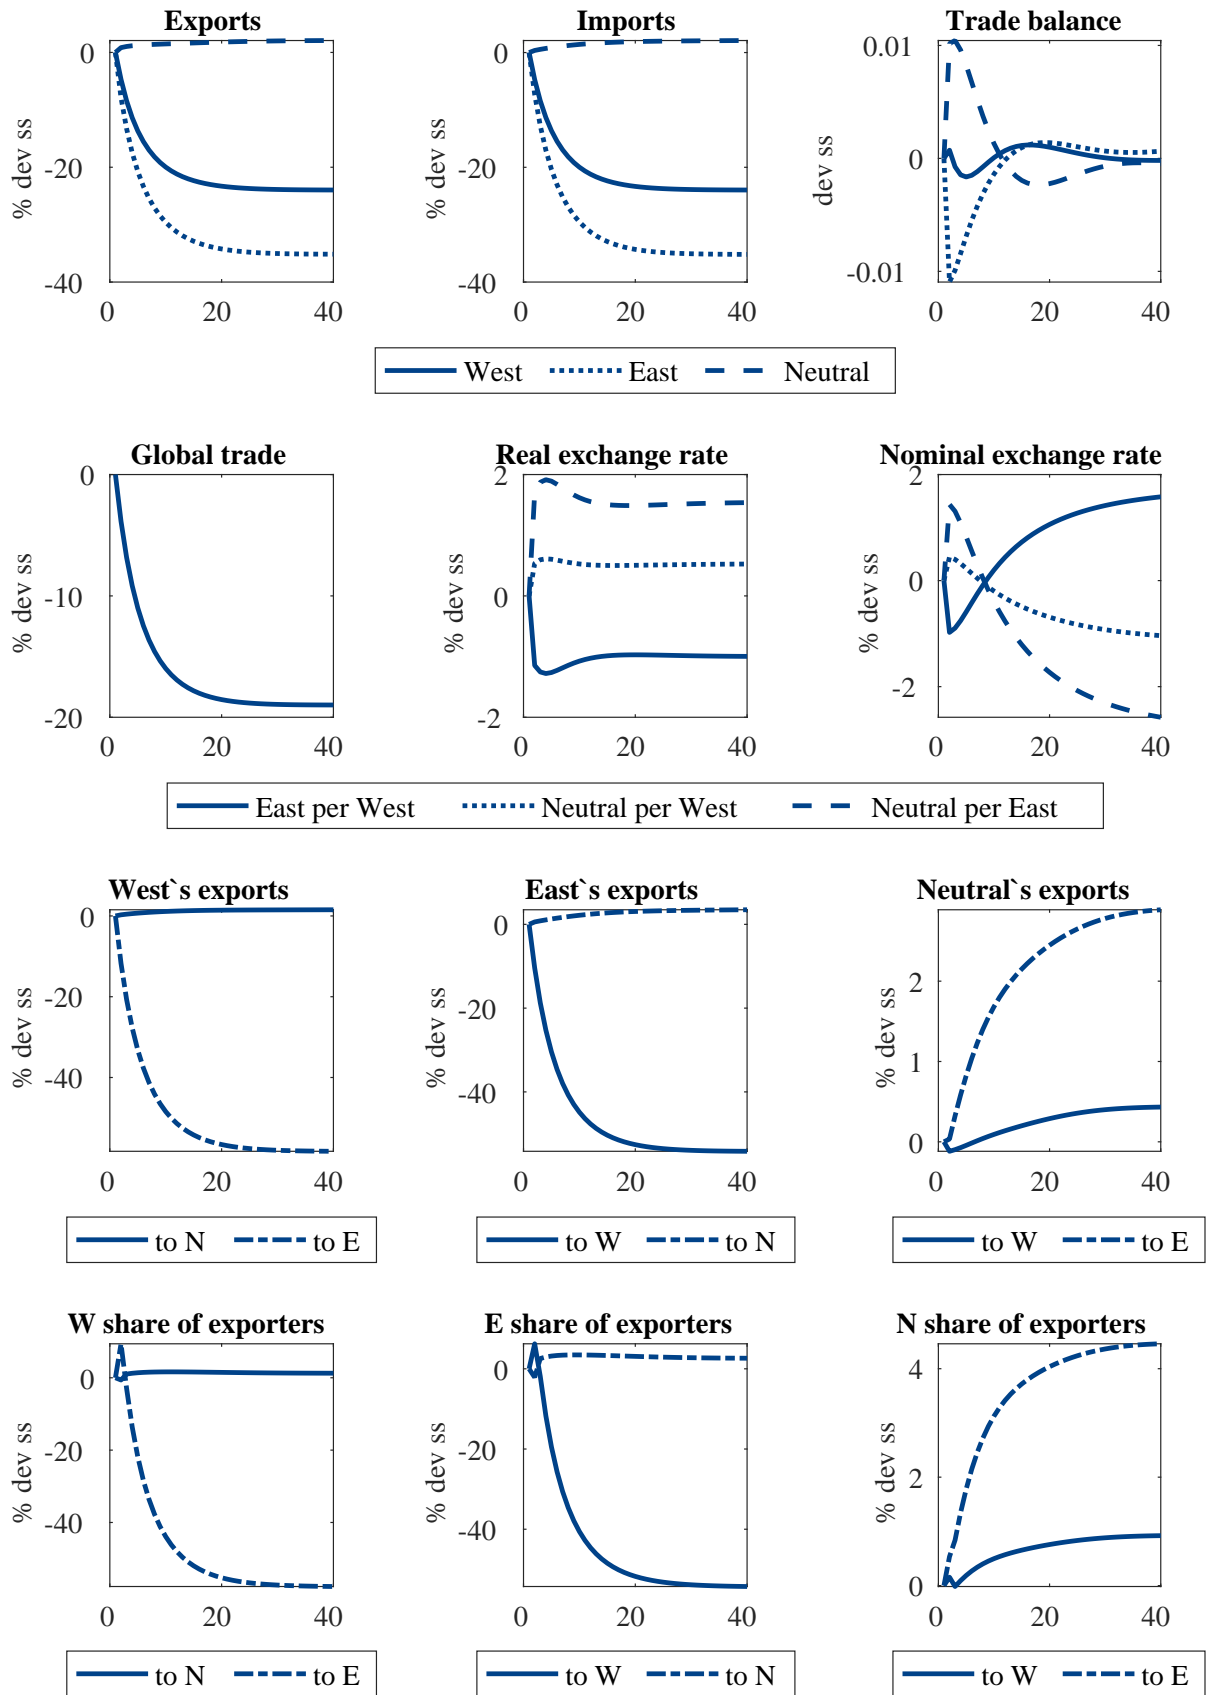 Exports Imports Trade balance
0 0 0.01
-20 -20 0
-40 -40 -0.01
% dev ss % dev ss dev ss
0 20 40 0 20 40 0 20 40
West East Neutral
Global trade Real exchange rate Nominal exchange rate
0 2 2
-10 0 0
-20 -2 -2
% dev ss % dev ss % dev ss
0 20 40 0 20 40 0 20 40
East per West Neutral per West Neutral per East
West`s exports East`s exports Neutral`s exports
0 0 2
-20 -20 1
-40 -40 0
% dev ss % dev ss % dev ss
0 20 40 0 20 40 0 20 40
to N to E to W to N to W to E
W share of exporters E share of exporters N share of exporters
0 0 4
-20 -20 2
-40 -40 0
% dev ss % dev ss % dev ss
0 20 40 0 20 40 0 20 40
to N to E to W to N to W to E